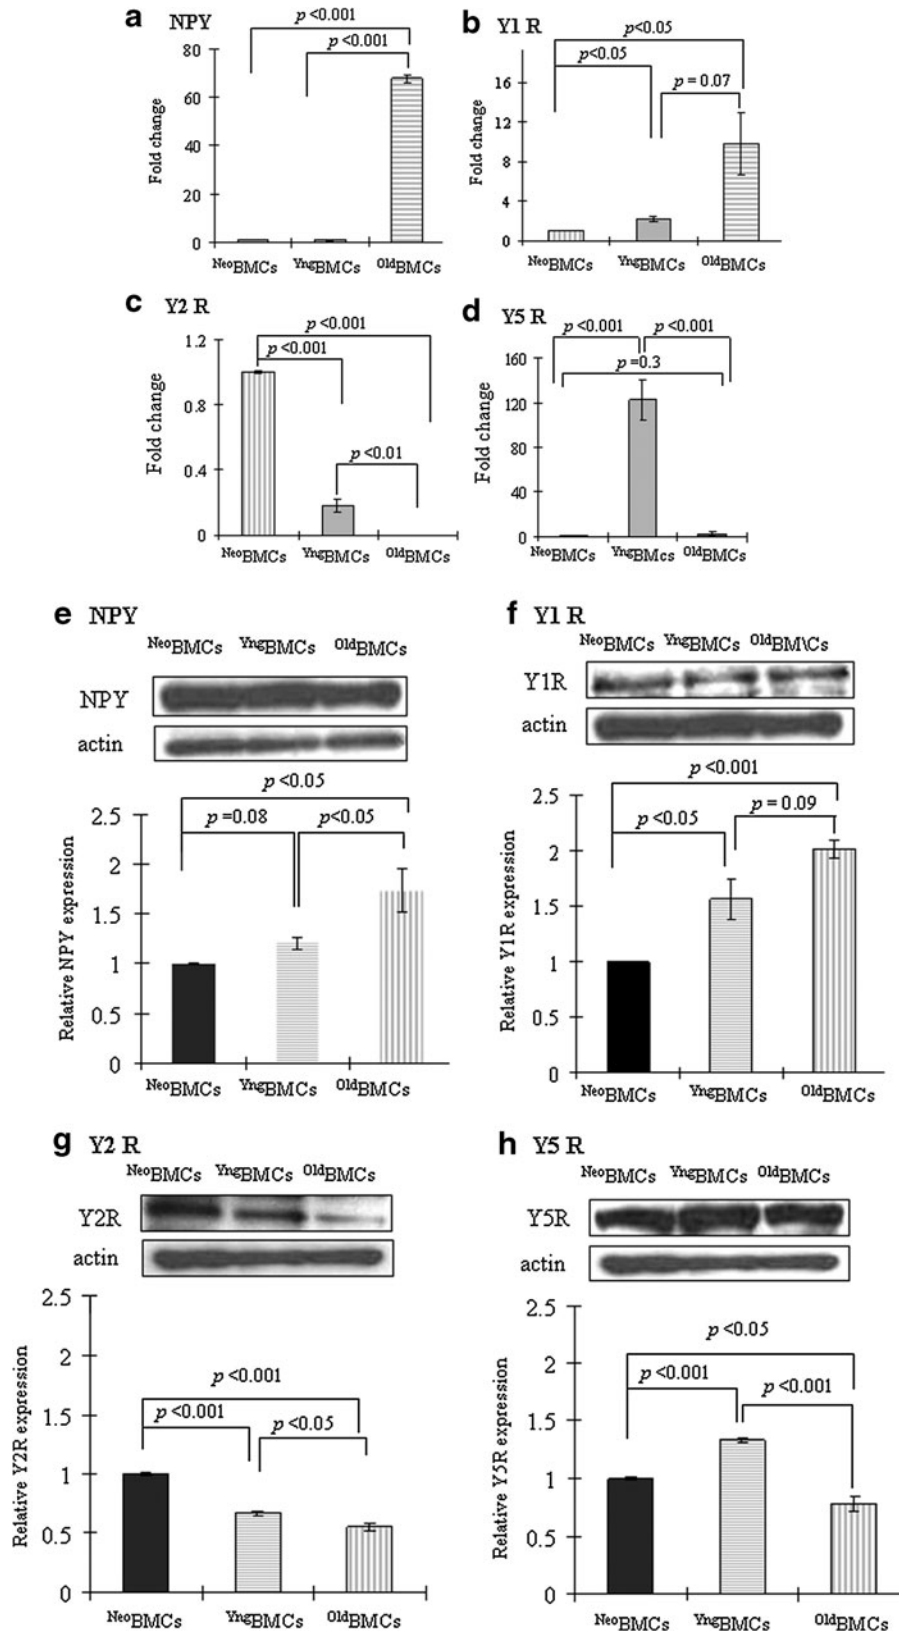 a NPY
p <0.001
p <0.001
Fold change
80
60
40
20
0
NeoBMCs YngBMCs OldBMCs
b Y1 R
p<0.05
p<0.05
p = 0.07
Fold change
16
12
8
4
0
NeoBMCs YngBMCs OldBMCs
c Y2 R
p <0.001
p <0.001
p <0.01
Fold change
1.2
0.8
0.4
0
NeoBMCs YngBMCs OldBMCs
d Y5 R
p <0.001 p <0.001
p =0.3
Fold change
160
120
80
40
0
NeoBMCs YngBMcs OldBMCs
e NPY
NeoBMCs YngBMCs OldBMCs
NPY
actin
p <0.05
p =0.08 p<0.05
Relative NPY expression
2.5
2
1.5
1
0.5
0
NeoBMCs YngBMCs OldBMCs
f Y1 R
NeoBMCs YngBMCs OldBM\Cs
Y1R
actin
p <0.001
p <0.05 p = 0.09
Relative Y1R expression
2.5
2
1.5
1
0.5
0
NeoBMCs YngBMCs OldBMCs
g Y2 R
NeoBMCs YngBMCs OldBMCs
Y2R
actin
p <0.001
p <0.001 p <0.05
Relative Y2R expression
2.5
2
1.5
1
0.5
0
NeoBMCs YngBMCs OldBMCs
h Y5 R
NeoBMCs YngBMCs OldBMCs
Y5R
actin
p <0.05
p <0.001 p <0.001
Relative Y5R expression
2.5
2
1.5
1
0.5
0
NeoBMCs YngBMCs OldBMCs